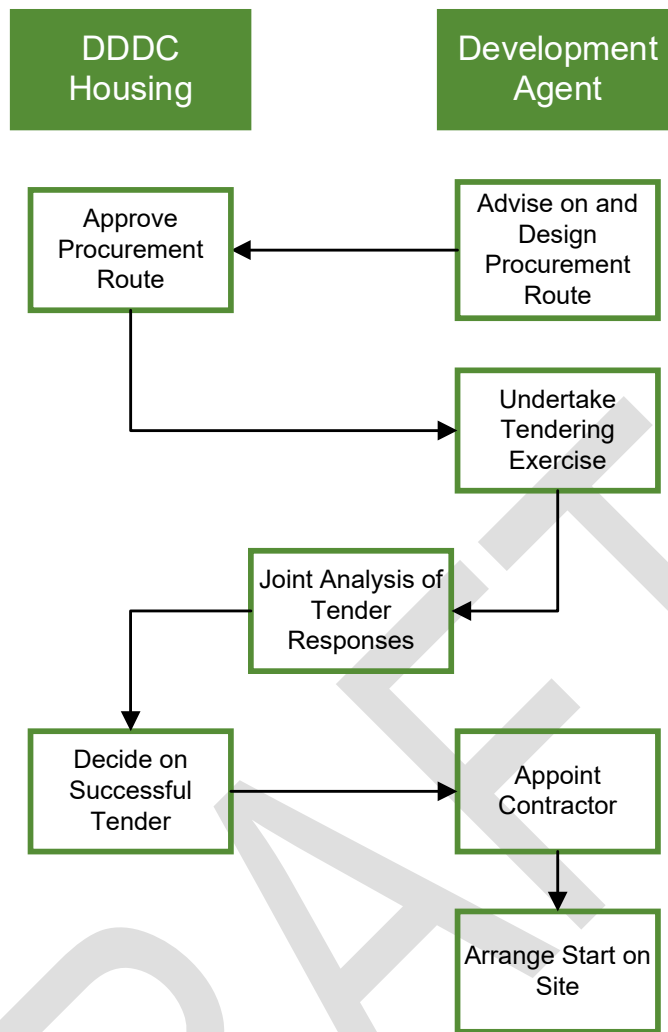 DDDC
Housing
Development
Agent
Approve
Procurement
Route
Advise on and
Design
Procurement
Route
Undertake
Tendering
Exercise
Joint Analysis of
Tender
Responses
Decide on
Successful
Tender
Appoint
Contractor
Arrange Start on
Site
DRAFT